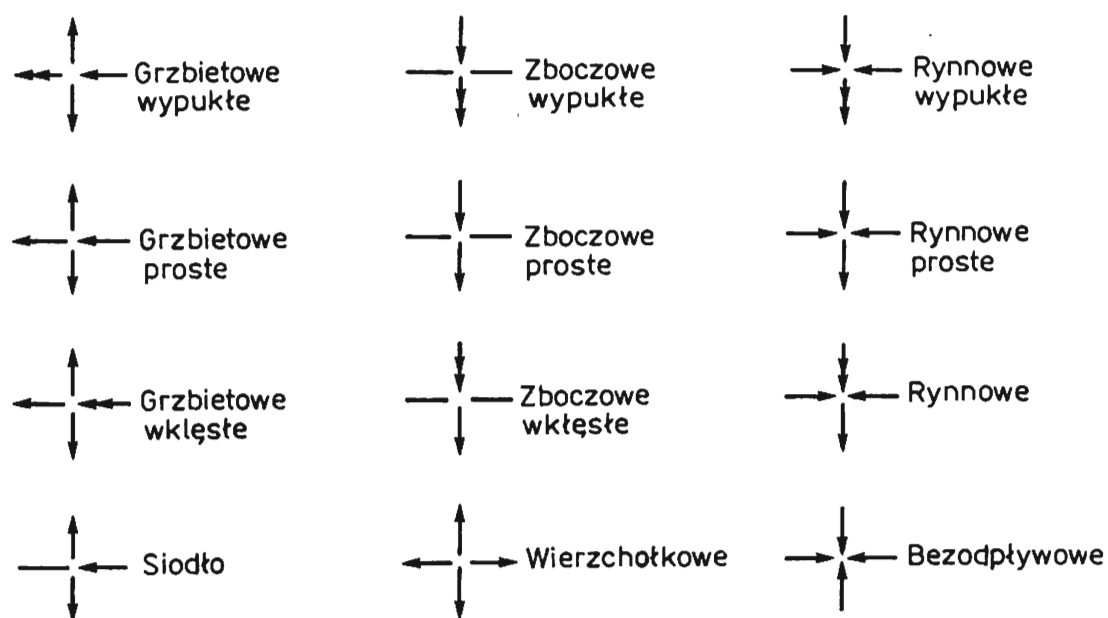 Grzbietowe
wypukłe
Zboczowe
wypukłe
Rynnowe
wypukłe
Grzbietowe
proste
Zboczowe
proste
Rynnowe
proste
Grzbietowe
wklęsłe
Zboczowe
wkłęsłe
Rynnowe
Siodło
Wierzchołkowe
Bezodpływowe